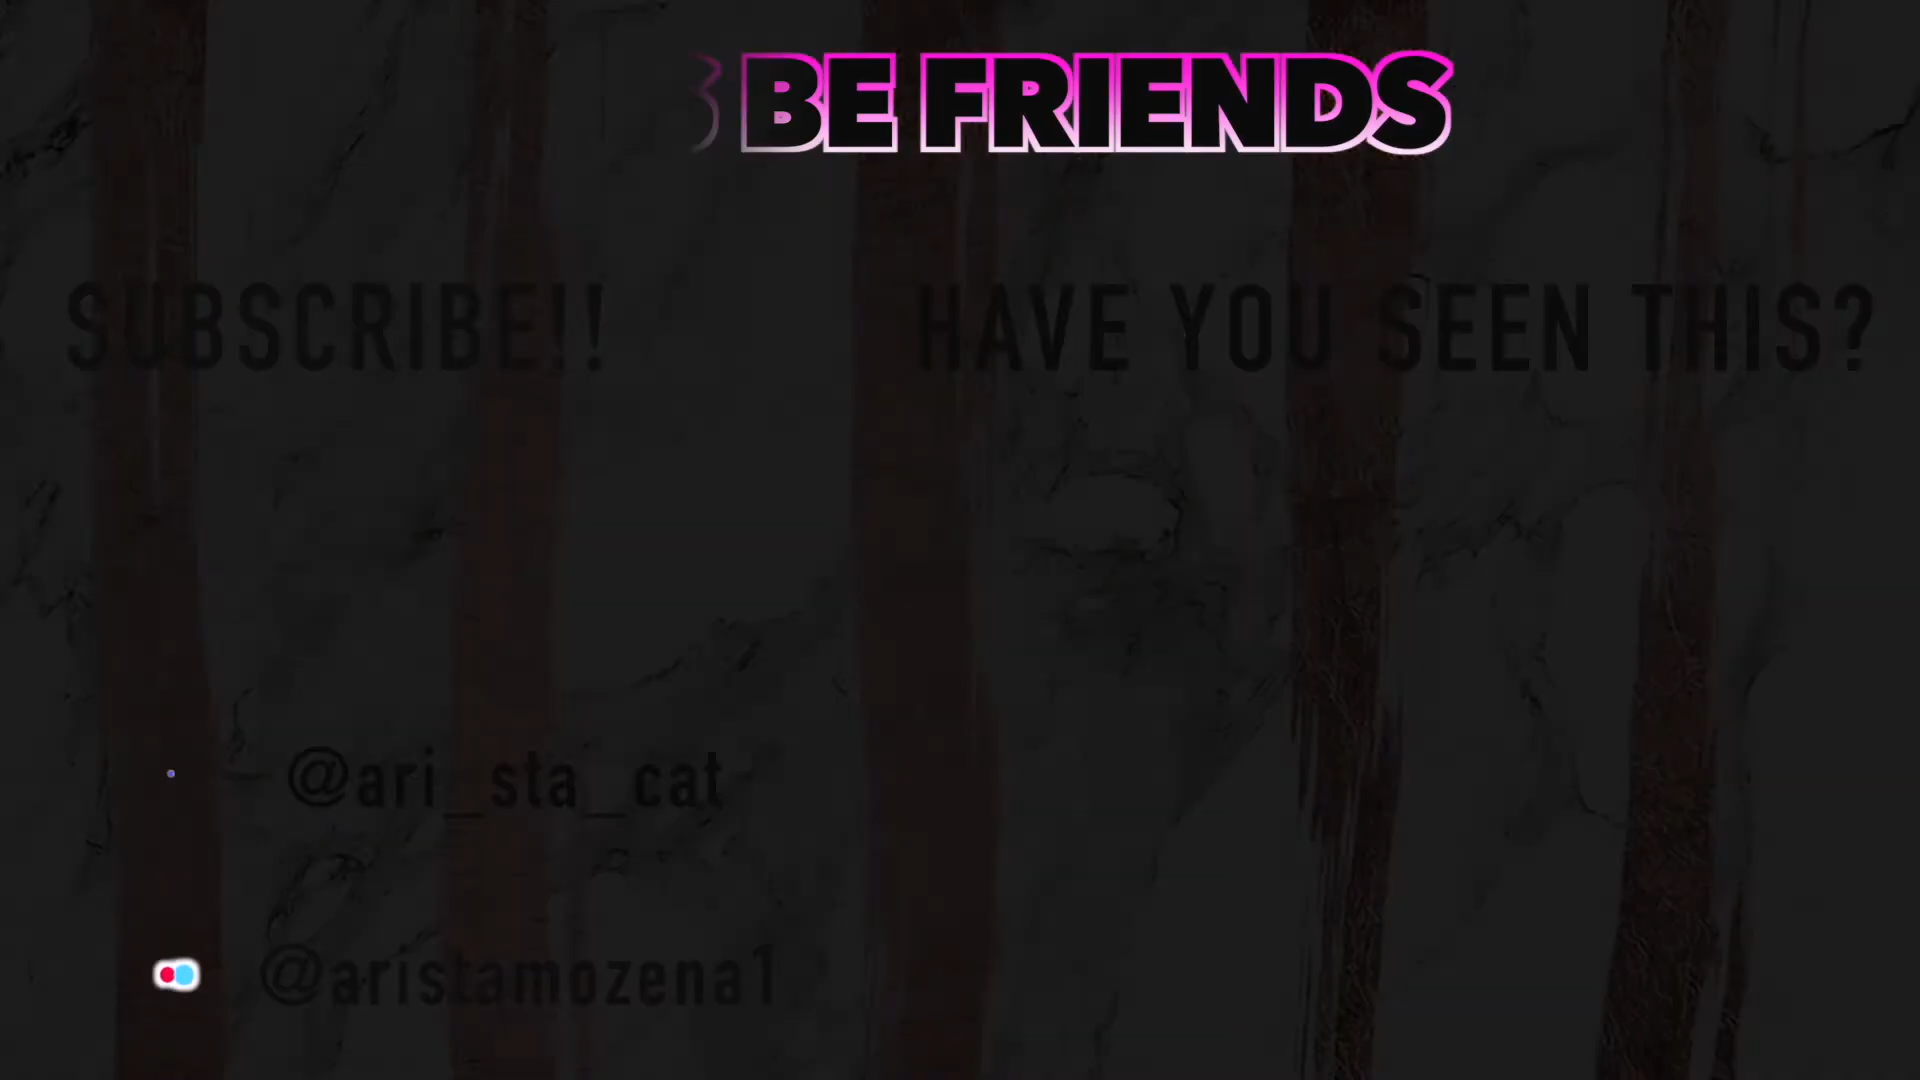 BE FRIENDS
SUBSCRIBE!!
HAVE YOU SEEN THIS?
@ari_sta_cat
@aristamozena1